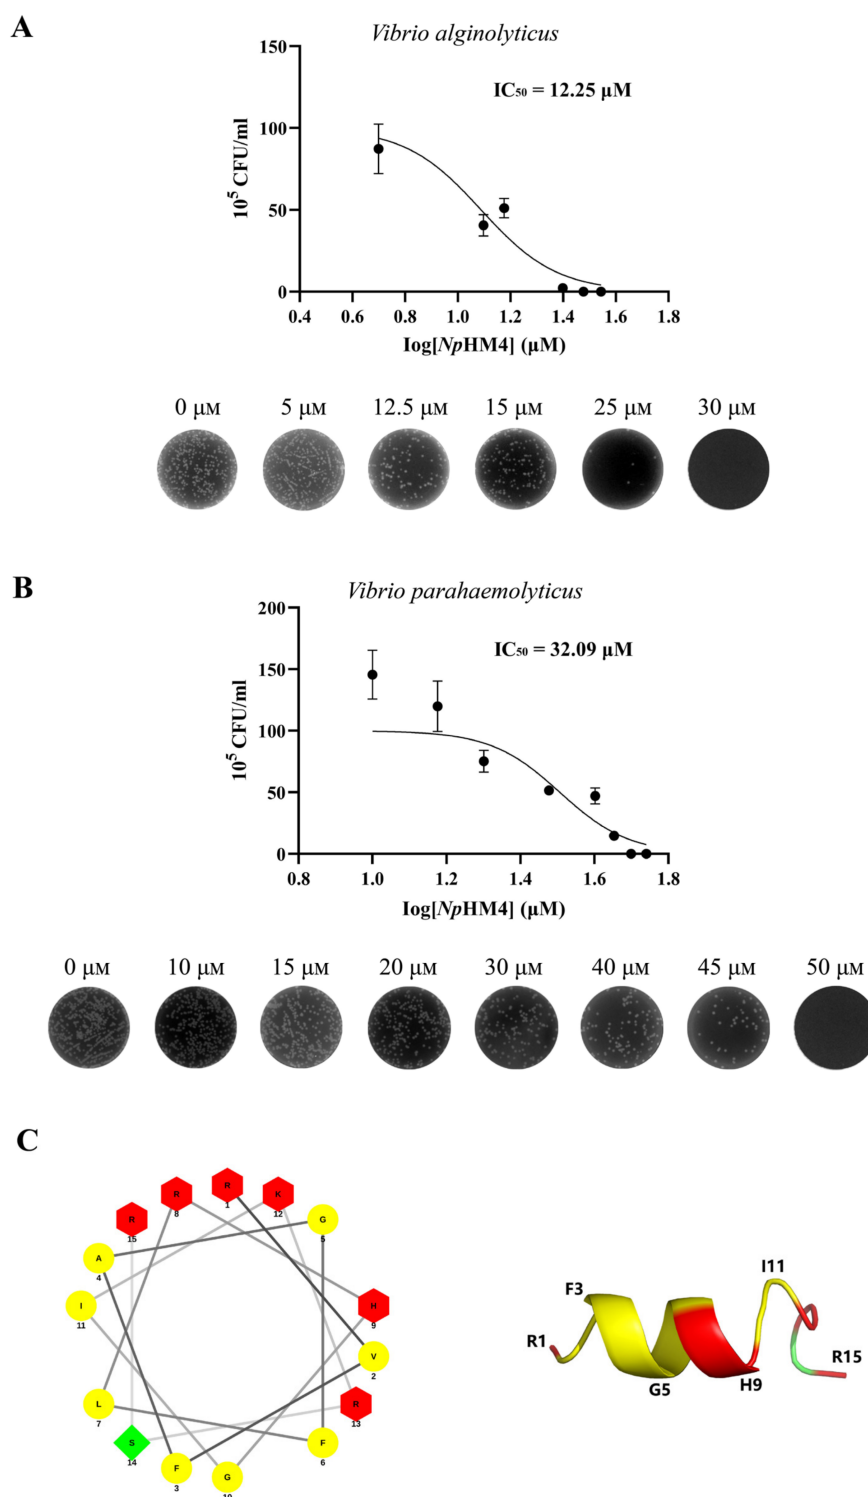 A
Vibrio alginolyticus
IC₅₀ = 12.25 µM
150
100
50
0
10⁵ CFU/ml
0.4 0.6 0.8 1.0 1.2 1.4 1.6 1.8
log[NpHM4] (µM)
0 µM 5 µM 12.5 µM 15 µM 25 µM 30 µM
B
Vibrio parahaemolyticus
IC₅₀ = 32.09 µM
200
150
100
50
0
10⁵ CFU/ml
0.8 1.0 1.2 1.4 1.6 1.8
log[NpHM4] (µM)
0 µM 10 µM 15 µM 20 µM 30 µM 40 µM 45 µM 50 µM
C
R 1
K 12
R 8
R 15
G 5
A 4
I 11
H 9
V 2
L 7
R 13
S 14
F 6
F 3
G 10
I11
F3
R1
R15
G5
H9